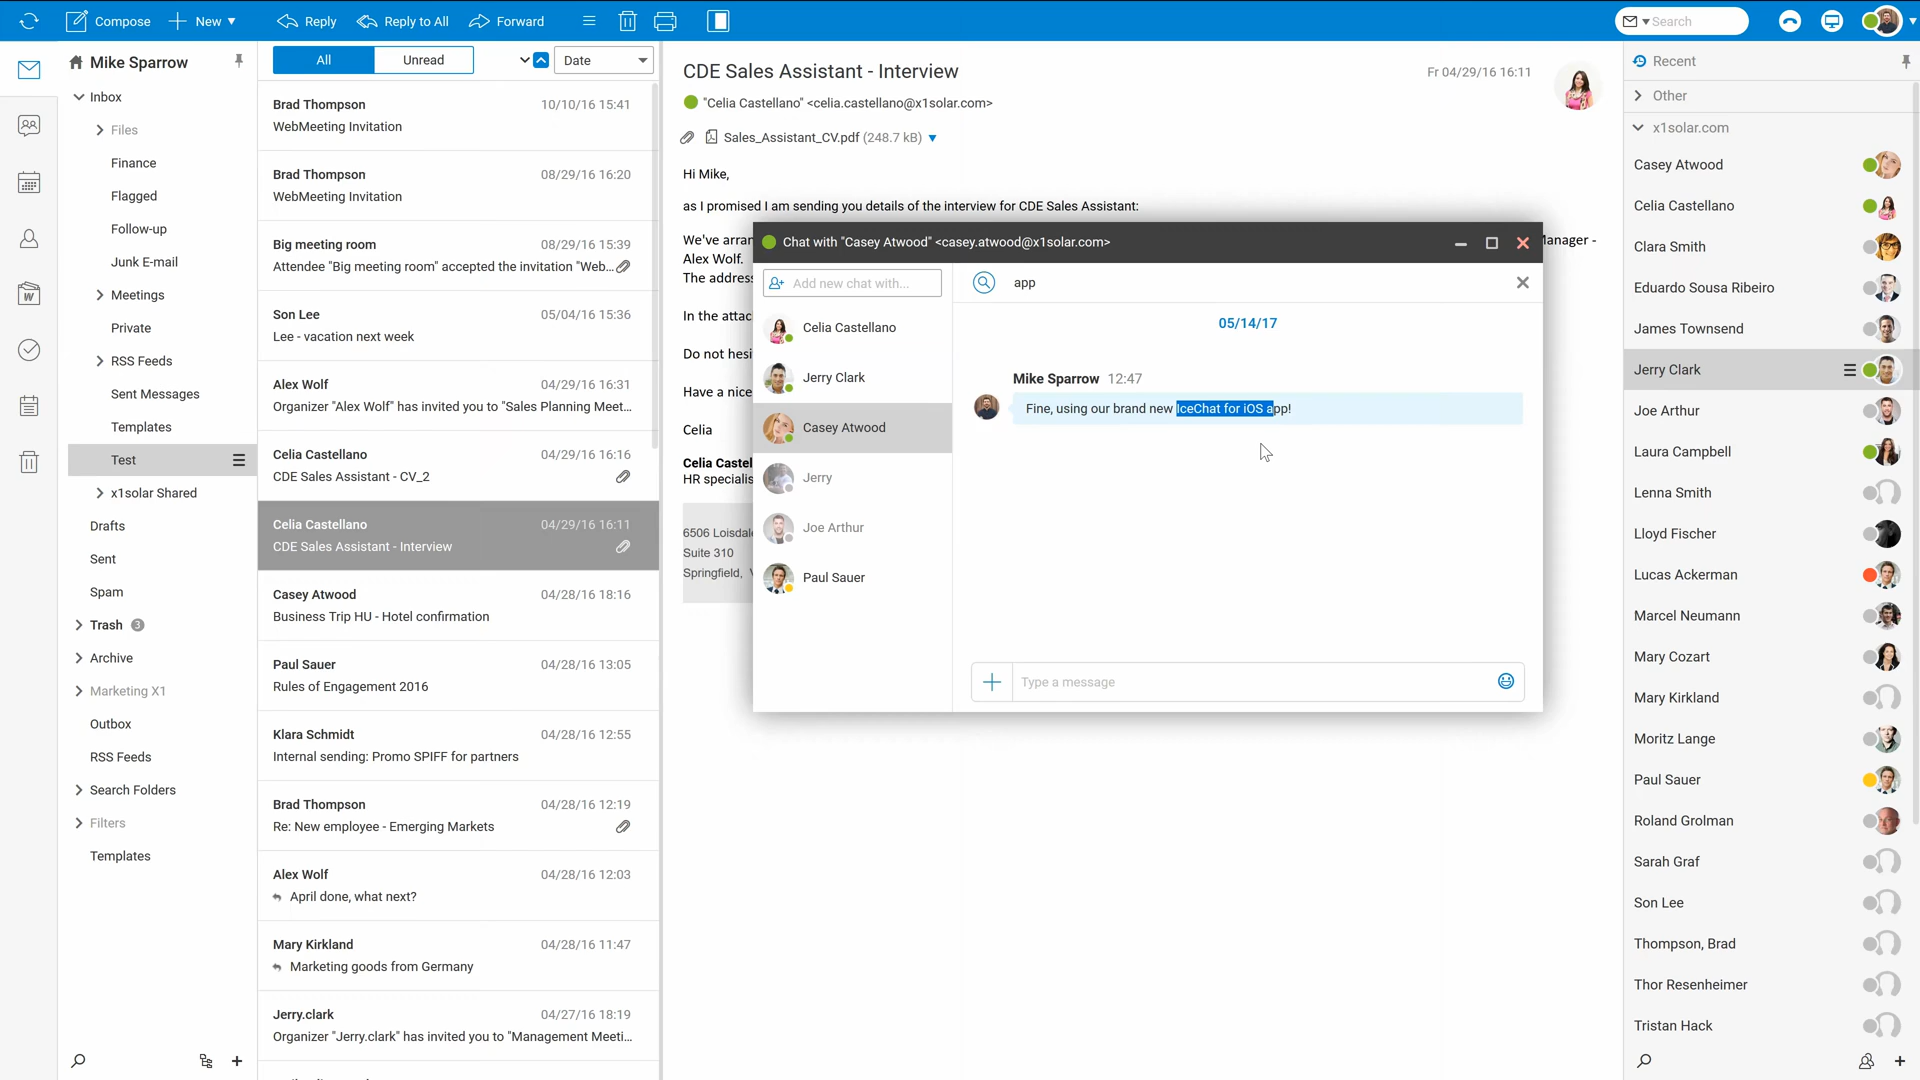 Compose
New
Reply
Reply to All
Forward
Search
Mike Sparrow
Inbox
Files
Finance
Flagged
Follow-up
Junk E-mail
Meetings
Private
RSS Feeds
Sent Messages
Templates
Test
x1solar Shared
Drafts
Sent
Spam
Trash 3
Archive
Marketing X1
Outbox
RSS Feeds
Search Folders
Filters
Templates
All
Unread
Date
Brad Thompson 10/10/16 15:41
WebMeeting Invitation
Brad Thompson 08/29/16 16:20
WebMeeting Invitation
Big meeting room 08/29/16 15:39
Attendee "Big meeting room" accepted the invitation "Web...
Son Lee 05/04/16 15:36
Lee - vacation next week
Alex Wolf 04/29/16 16:31
Organizer "Alex Wolf" has invited you to "Sales Planning Meet...
Celia Castellano 04/29/16 16:16
CDE Sales Assistant - CV_2
Celia Castellano 04/29/16 16:11
CDE Sales Assistant - Interview
Casey Atwood 04/28/16 18:16
Business Trip HU - Hotel confirmation
Paul Sauer 04/28/16 13:05
Rules of Engagement 2016
Klara Schmidt 04/28/16 12:55
Internal sending: Promo SPIFF for partners
Brad Thompson 04/28/16 12:19
Re: New employee - Emerging Markets
Alex Wolf 04/28/16 12:03
April done, what next?
Mary Kirkland 04/28/16 11:47
Marketing goods from Germany
Jerry.clark 04/27/16 18:19
Organizer "Jerry.clark" has invited you to "Management Meeti...
CDE Sales Assistant - Interview
Fr 04/29/16 16:11
"Celia Castellano" <celia.castellano@x1solar.com>
Sales_Assistant_CV.pdf (248.7 kB)
Hi Mike,
as I promised I am sending you details of the interview for CDE Sales Assistant:
We've arran
anager -
Alex Wolf.
The address
In the attac
Do not hesi
Have a nice
Celia
Celia Castel
HR specialis
6506 Loisdale
Suite 310
Springfield,
Chat with "Casey Atwood" <casey.atwood@x1solar.com>
Add new chat with...
Celia Castellano
Jerry Clark
Casey Atwood
Jerry
Joe Arthur
Paul Sauer
app
05/14/17
Mike Sparrow 12:47
Fine, using our brand new IceChat for iOS app!
Type a message
Recent
Other
x1solar.com
Casey Atwood
Celia Castellano
Clara Smith
Eduardo Sousa Ribeiro
James Townsend
Jerry Clark
Joe Arthur
Laura Campbell
Lenna Smith
Lloyd Fischer
Lucas Ackerman
Marcel Neumann
Mary Cozart
Mary Kirkland
Moritz Lange
Paul Sauer
Roland Grolman
Sarah Graf
Son Lee
Thompson, Brad
Thor Resenheimer
Tristan Hack